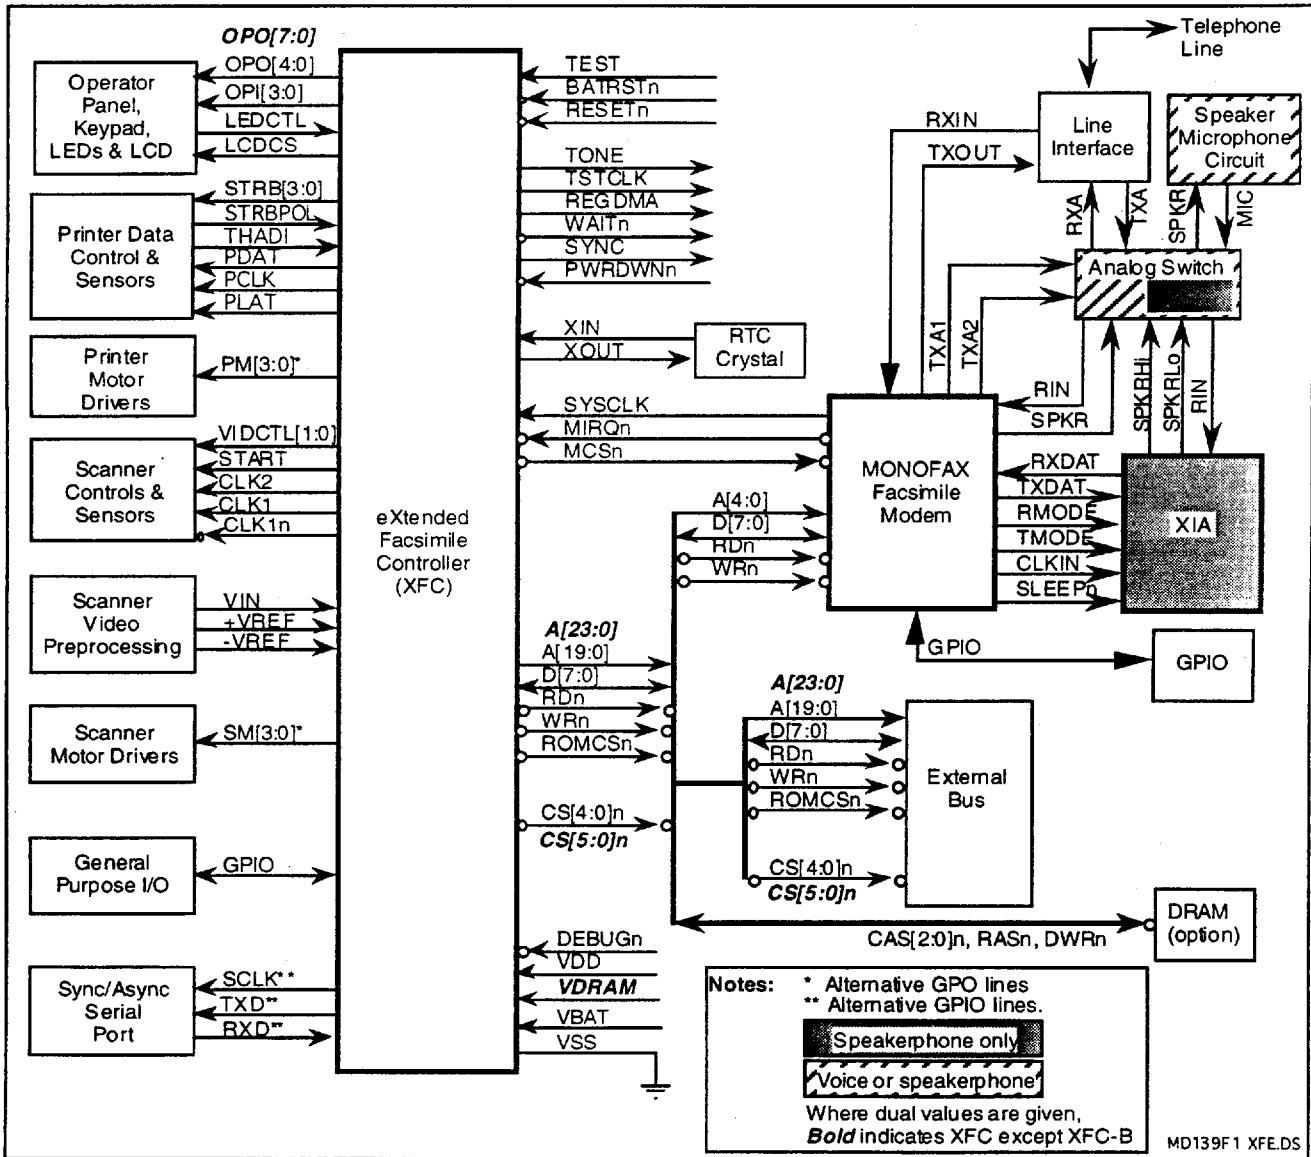 OPO[7:0]
OPO[4:0]
OPI[3:0]
LEDCTL
LCDCS
Operator
Panel,
Keypad,
LEDs & LCD
STRB[3:0]
STRBPOL
THADI
PDAT
PCLK
PLAT
Printer Data
Control &
Sensors
Printer
Motor
Drivers
PM[3:0]*
VIDCTL[1:0]
START
CLK2
CLK1
CLK1n
Scanner
Controls &
Sensors
Scanner
Video
Preprocessing
VIN
+VREF
-VREF
Scanner
Motor Drivers
SM[3:0]*
General
Purpose I/O
GPIO
Sync/Async
Serial
Port
SCLK**
TXD**
RXD**
eXtended
Facsimile
Controller
(XFC)
TEST
BATRSTn
RESETn
TONE
TSTCLK
REGDMA
WAITn
SYNC
PWRDWNn
XIN
XOUT
RTC
Crystal
SYSCLK
MIRQn
MCSn
A[4:0]
D[7:0]
RDn
WRn
A[23:0]
A[19:0]
D[7:0]
RDn
WRn
ROMCSn
CS[4:0]n
CS[5:0]n
DEBUGn
VDD
VDRAM
VBAT
VSS
Telephone
Line
Line
Interface
Speaker
Microphone
Circuit
RXIN
TXOUT
RXA
TXA
SPKR
MIC
Analog Switch
TXA1
TXA2
RIN
SPKR
SPKRHi
SPKRLo
RIN
MONOFAX
Facsimile
Modem
RXDAT
TXDAT
RMODE
TMODE
CLKIN
SLEEPn
XIA
GPIO
GPIO
A[23:0]
A[19:0]
D[7:0]
RDn
WRn
ROMCSn
CS[4:0]n
CS[5:0]n
External
Bus
CAS[2:0]n, RASn, DWRn
DRAM
(option)
Notes: * Alternative GPO lines
** Alternative GPIO lines.
Speakerphone only
Voice or speakerphone
Where dual values are given,
Bold indicates XFC except XFC-B
MD139F1 XFE.DS